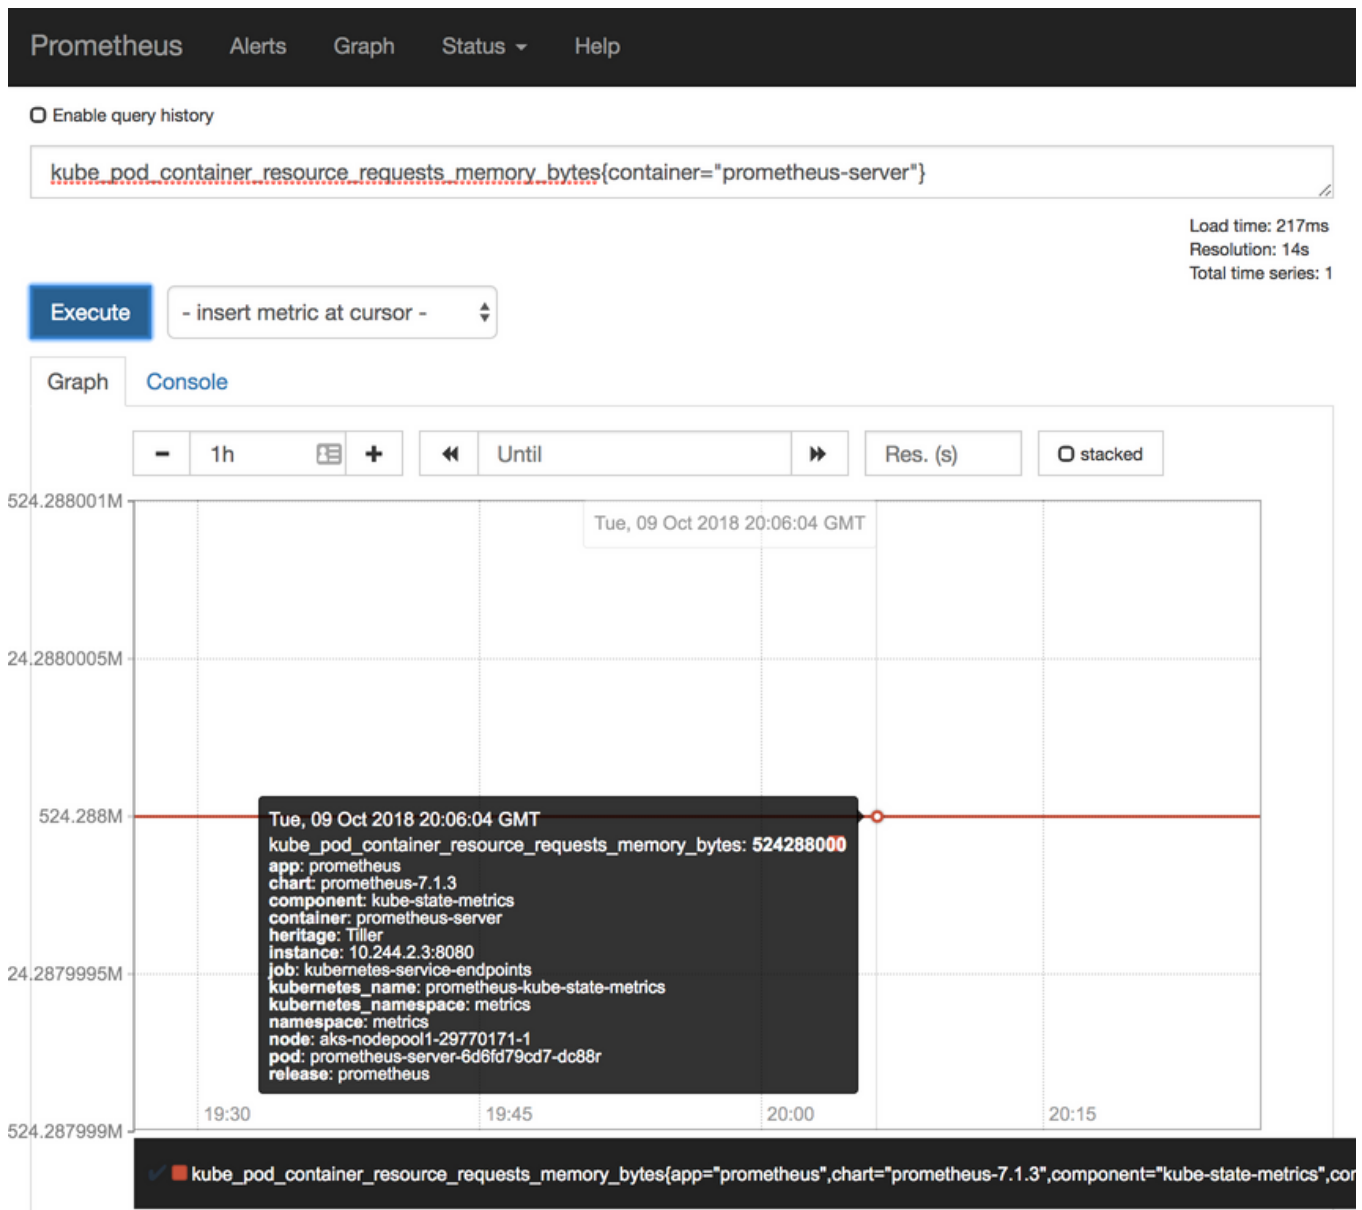 Prometheus Alerts Graph Status Help
Enable query history
kube_pod_container_resource_requests_memory_bytes{container="prometheus-server"}
Load time: 217ms
Resolution: 14s
Total time series: 1
Execute - insert metric at cursor -
Graph Console
- 1h + Until Res. (s) stacked
524.288001M
Tue, 09 Oct 2018 20:06:04 GMT
24.2880005M
524.288M
Tue, 09 Oct 2018 20:06:04 GMT
kube_pod_container_resource_requests_memory_bytes: 524288000
app: prometheus
chart: prometheus-7.1.3
component: kube-state-metrics
container: prometheus-server
heritage: Tiller
instance: 10.244.2.3:8080
job: kubernetes-service-endpoints
kubernetes_name: prometheus-kube-state-metrics
kubernetes_namespace: metrics
namespace: metrics
node: aks-nodepool1-29770171-1
pod: prometheus-server-6d6fd79cd7-dc88r
release: prometheus
24.2879995M
19:30 19:45 20:00 20:15
524.287999M
kube_pod_container_resource_requests_memory_bytes{app="prometheus",chart="prometheus-7.1.3",component="kube-state-metrics",cor